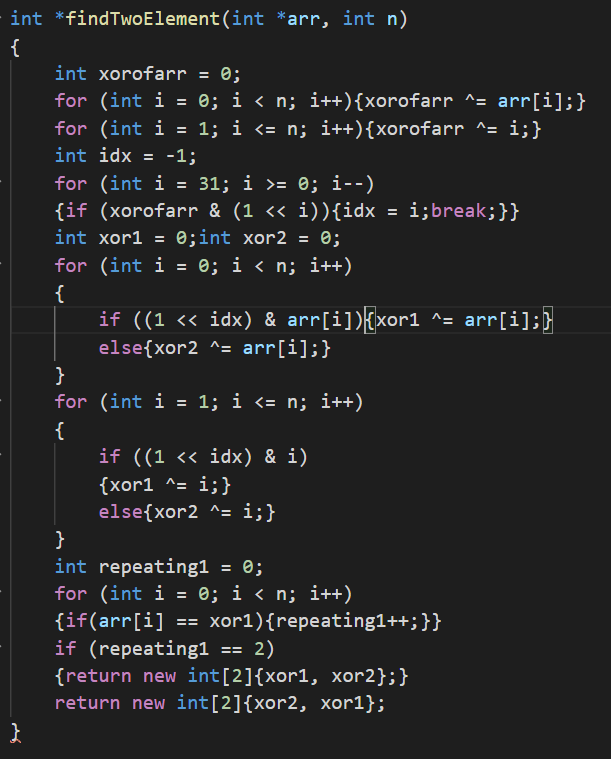 int *findTwoElement(int *arr, int n)
{
    int xorofarr = 0;
    for (int i = 0; i < n; i++){xorofarr ^= arr[i];}
    for (int i = 1; i <= n; i++){xorofarr ^= i;}
    int idx = -1;
    for (int i = 31; i >= 0; i--)
    {if (xorofarr & (1 << i)){idx = i;break;}}
    int xor1 = 0;int xor2 = 0;
    for (int i = 0; i < n; i++)
    {
        if ((1 << idx) & arr[i]){xor1 ^= arr[i];}
        else{xor2 ^= arr[i];}
    }
    for (int i = 1; i <= n; i++)
    {
        if ((1 << idx) & i)
        {xor1 ^= i;}
        else{xor2 ^= i;}
    }
    int repeating1 = 0;
    for (int i = 0; i < n; i++)
    {if(arr[i] == xor1){repeating1++;}}
    if (repeating1 == 2)
    {return new int[2]{xor1, xor2};}
    return new int[2]{xor2, xor1};
}